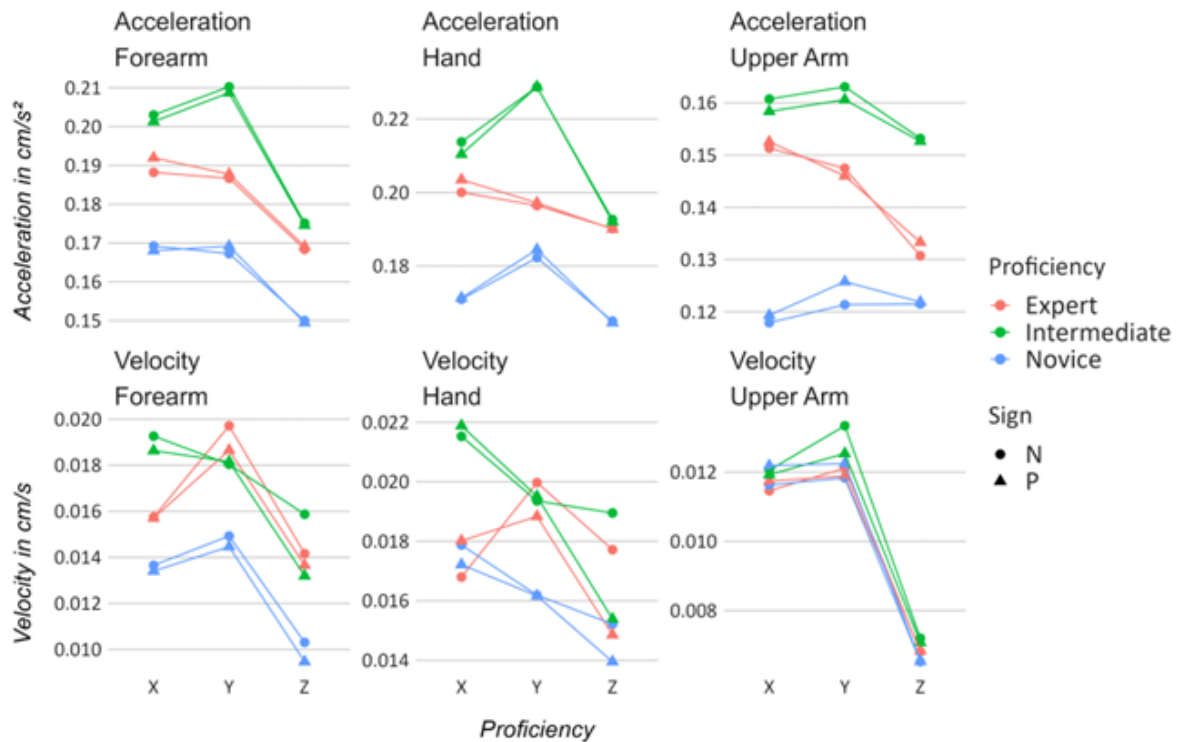 Acceleration
Forearm
Acceleration
Hand
Acceleration
Upper Arm
Acceleration in cm/s²
0.21
0.20
0.19
0.18
0.17
0.16
0.15
0.22
0.20
0.18
0.16
0.15
0.14
0.13
0.12
Velocity
Forearm
Velocity
Hand
Velocity
Upper Arm
Velocity in cm/s
0.020
0.018
0.016
0.014
0.012
0.010
0.022
0.020
0.018
0.016
0.014
0.012
0.010
0.008
X Y Z
X Y Z
X Y Z
Proficiency
Proficiency
Expert
Intermediate
Novice
Sign
N
P